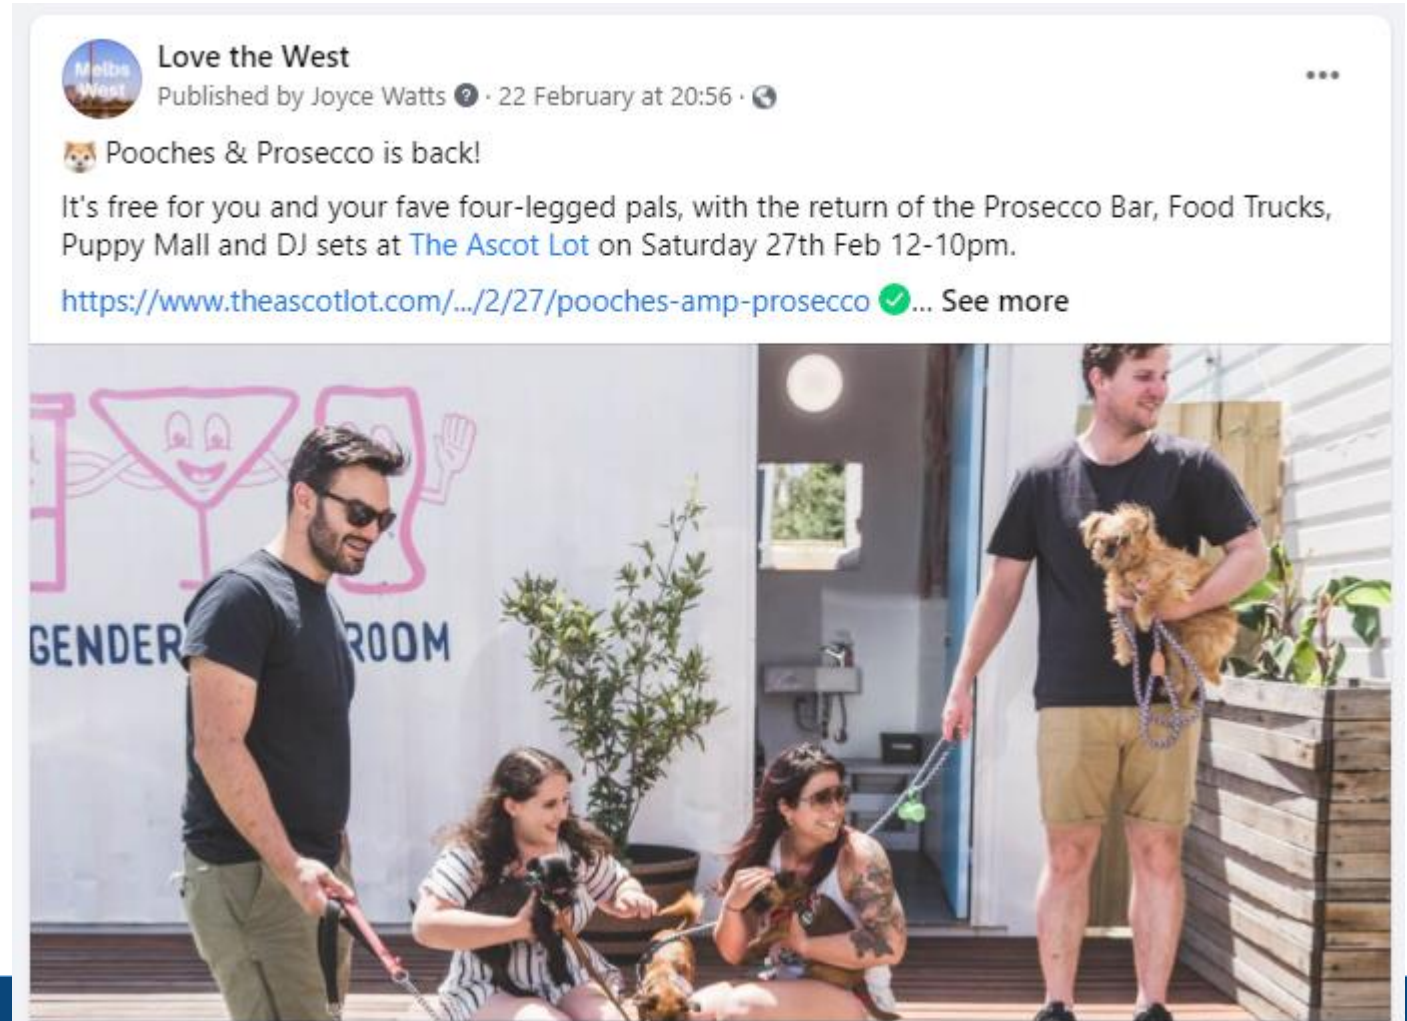 Melbs
West
Love the West
Published by Joyce Watts · 22 February at 20:56 ·
🐕 Pooches & Prosecco is back!
It's free for you and your fave four-legged pals, with the return of the Prosecco Bar, Food Trucks,
Puppy Mall and DJ sets at The Ascot Lot on Saturday 27th Feb 12-10pm.
https://www.theascotlot.com/.../2/27/pooches-amp-prosecco ✅... See more
GENDER ROOM